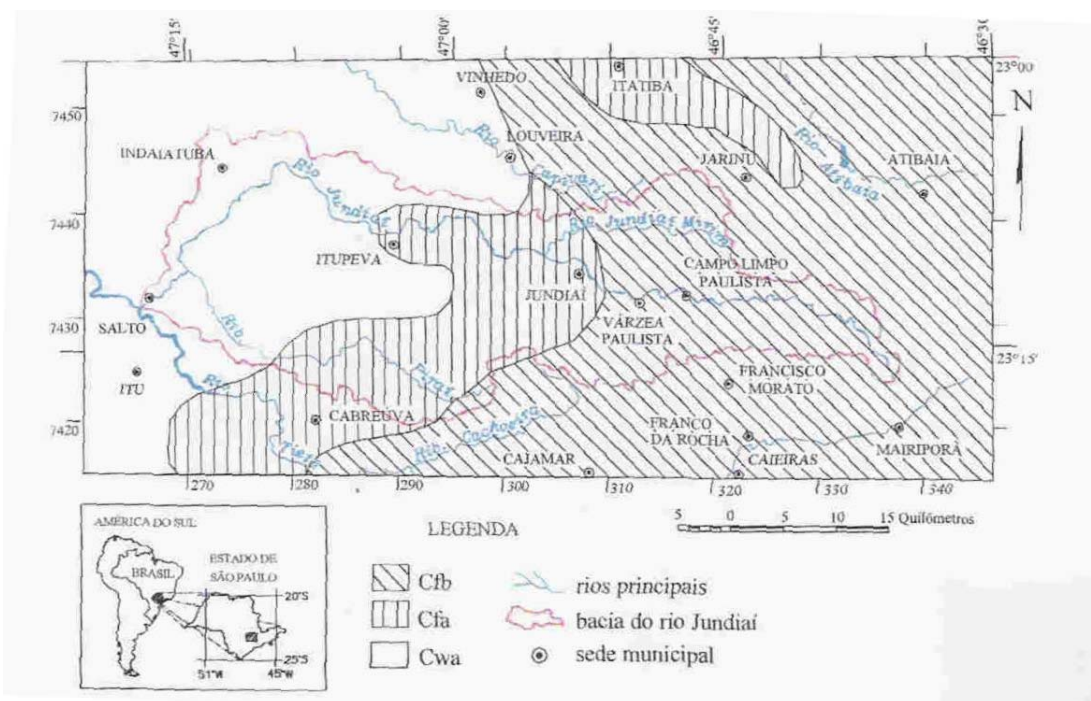 47°15'
47°00'
46°45'
46°30'
23°00'
N
VINHEDO
ITATIBA
7450
LOUVEIRA
INDAIATUBA
Rio
Capivari
JARINU
Rio Atibaia
ATIBAIA
Rio Jundiaí
Rio Jundiaí Mirim
7440
ITUPEVA
CAMPO LIMPO
PAULISTA
JUNDIAÍ
VÁRZEA
PAULISTA
7430
SALTO
Rib.
Piraí
23°15'
ITU
Rio
Tietê
FRANCISCO
MORATO
CABREUVA
Rib. Cachoeira
FRANCO
DA ROCHA
7420
CAJAMAR
CAIEIRAS
MAIRIPORÃ
270
280
290
300
310
320
330
340
5 0 5 10 15 Quilómetros
AMÉRICA DO SUL
BRASIL
ESTADO DE
SÃO PAULO
20°S
25°S
51°W
45°W
LEGENDA
Cfb
Cfa
Cwa
rios principais
bacia do rio Jundiaí
sede municipal